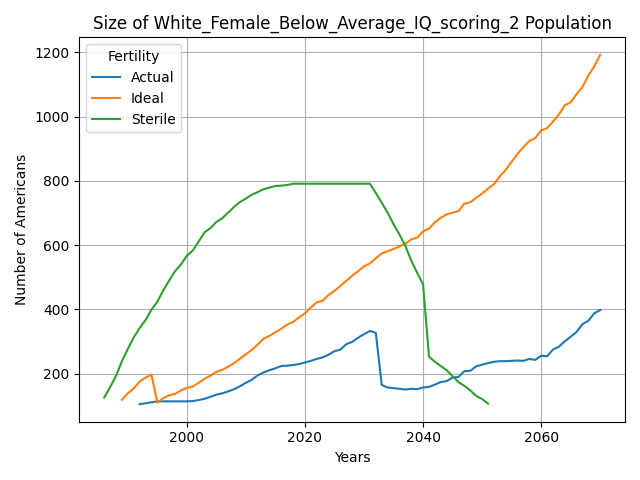 Size of White_Female_Below_Average_IQ_scoring_2 Population
Fertility
Actual
Ideal
Sterile
Number of Americans
1200
1000
800
600
400
200
2000
2020
2040
2060
Years